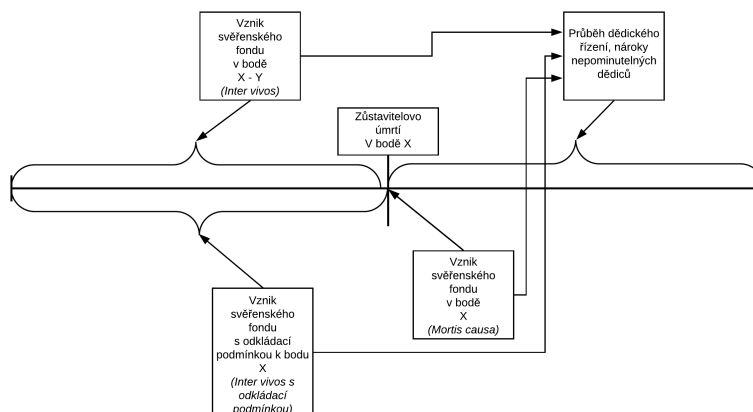 Vznik
svěřenského
fondu
v bodě
X - Y
(Inter vivos)
Průběh dědického
řízení, nároky
nepominutelných
dědiců
Zůstavitelovo
úmrtí
V bodě X
Vznik
svěřenského
fondu
v bodě
X
(Mortis causa)
Vznik
svěřenského
fondu
s odkládací
podmínkou k bodu
X
(Inter vivos s
odkládací
podmínkou)